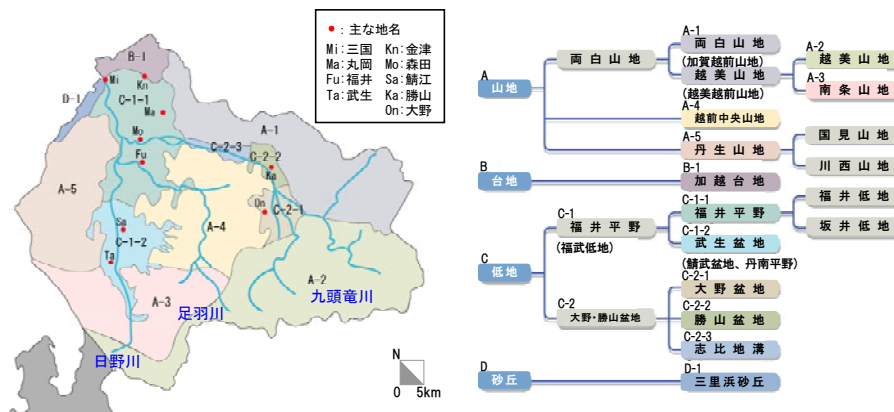 ●：主な地名
Mi：三国 Kn：金津
Ma：丸岡 Mo：森田
Fu：福井 Sa：鯖江
Ta：武生 Ka：勝山
On：大野
B-1
Mi
Kn
D-1
C-1-1
Ma
A-1
Mo
C-2-3
C-2-2
Fu
Ka
A-5
On
C-2-1
Sa
A-4
C-1-2
Ta
A-2
A-3
九頭竜川
足羽川
日野川
N
0 5km
A
山地
両白山地
A-1
両白山地
(加賀越前山地)
越美山地
(越美越前山地)
A-2
越美山地
A-3
南条山地
A-4
越前中央山地
A-5
丹生山地
国見山地
川西山地
B
台地
B-1
加越台地
C
低地
C-1
福井平野
(福武低地)
C-1-1
福井平野
福井低地
坂井低地
C-1-2
武生盆地
(鯖武盆地、丹南平野)
C-2
大野・勝山盆地
C-2-1
大野盆地
C-2-2
勝山盆地
C-2-3
志比地溝
D
砂丘
D-1
三里浜砂丘